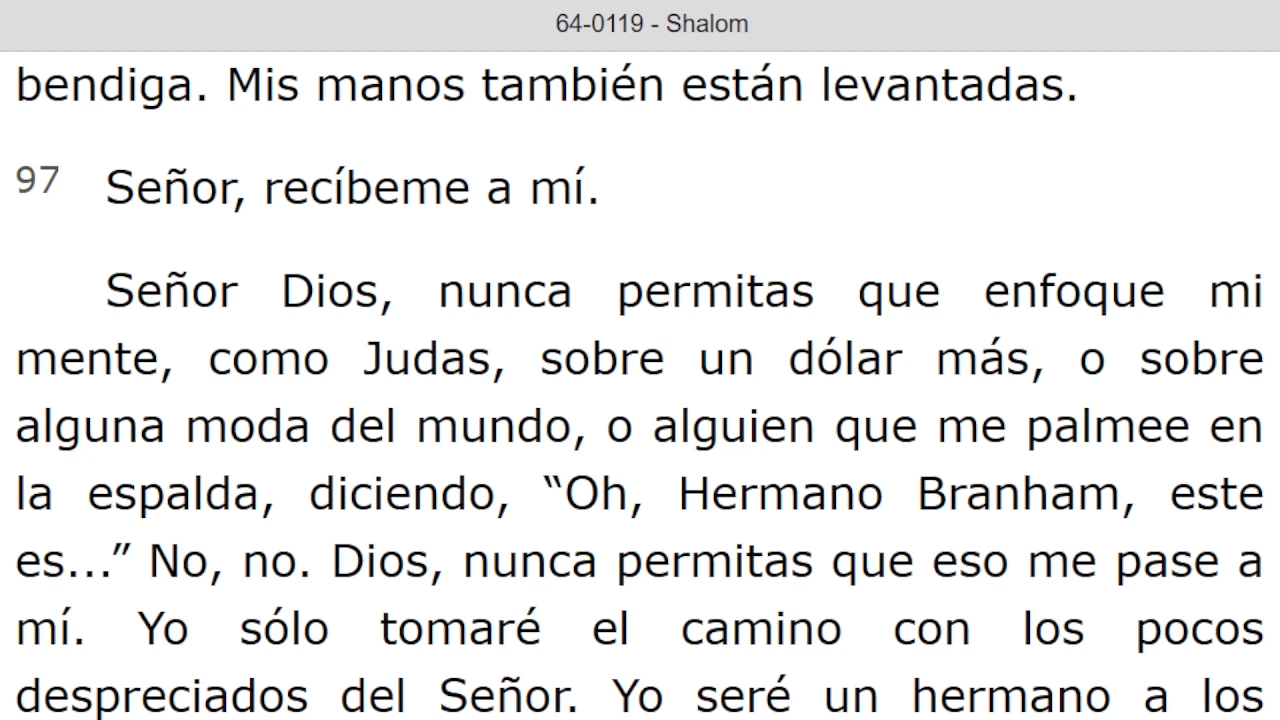 64-0119 - Shalom
bendiga. Mis manos también están levantadas.
97 Señor, recíbeme a mí.
Señor Dios, nunca permitas que enfoque mi
mente, como Judas, sobre un dólar más, o sobre
alguna moda del mundo, o alguien que me palmee en
la espalda, diciendo, “Oh, Hermano Branham, este
es…” No, no. Dios, nunca permitas que eso me pase a
mí. Yo sólo tomaré el camino con los pocos
despreciados del Señor. Yo seré un hermano a los